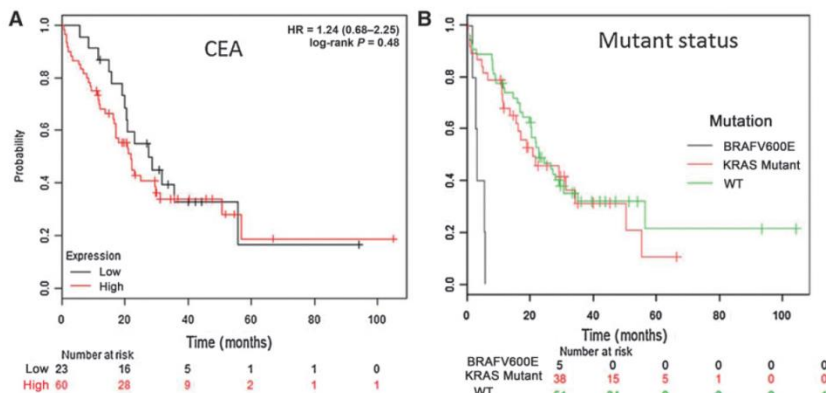 A
CEA
HR = 1.24 (0.68–2.25)
log-rank P = 0.48
Probability
1.0
0.8
0.6
0.4
0.2
0.0
Expression
Low
High
0 20 40 60 80 100
Time (months)
Number at risk
Low 23 16 5 1 1 0
High 60 28 9 2 1 1
B
Mutant status
1.0
0.8
0.6
0.4
0.2
0.0
Mutation
BRAFV600E
KRAS Mutant
WT
0 20 40 60 80 100
Time (months)
Number at risk
BRAFV600E 5 0 0 0 0 0
KRAS Mutant 38 15 5 1 0 0
WT